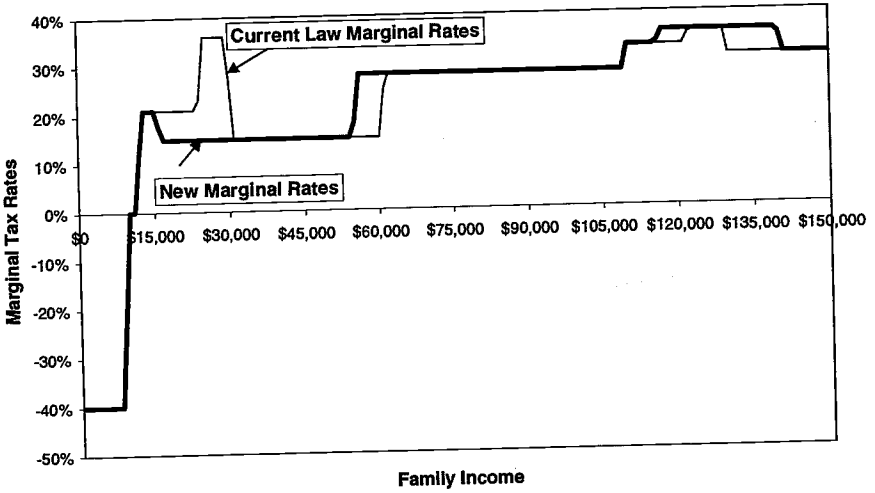 40%
30%
20%
10%
0%
-10%
-20%
-30%
-40%
-50%
Marginal Tax Rates
Current Law Marginal Rates
New Marginal Rates
$0 $15,000 $30,000 $45,000 $60,000 $75,000 $90,000 $105,000 $120,000 $135,000 $150,000
Family Income